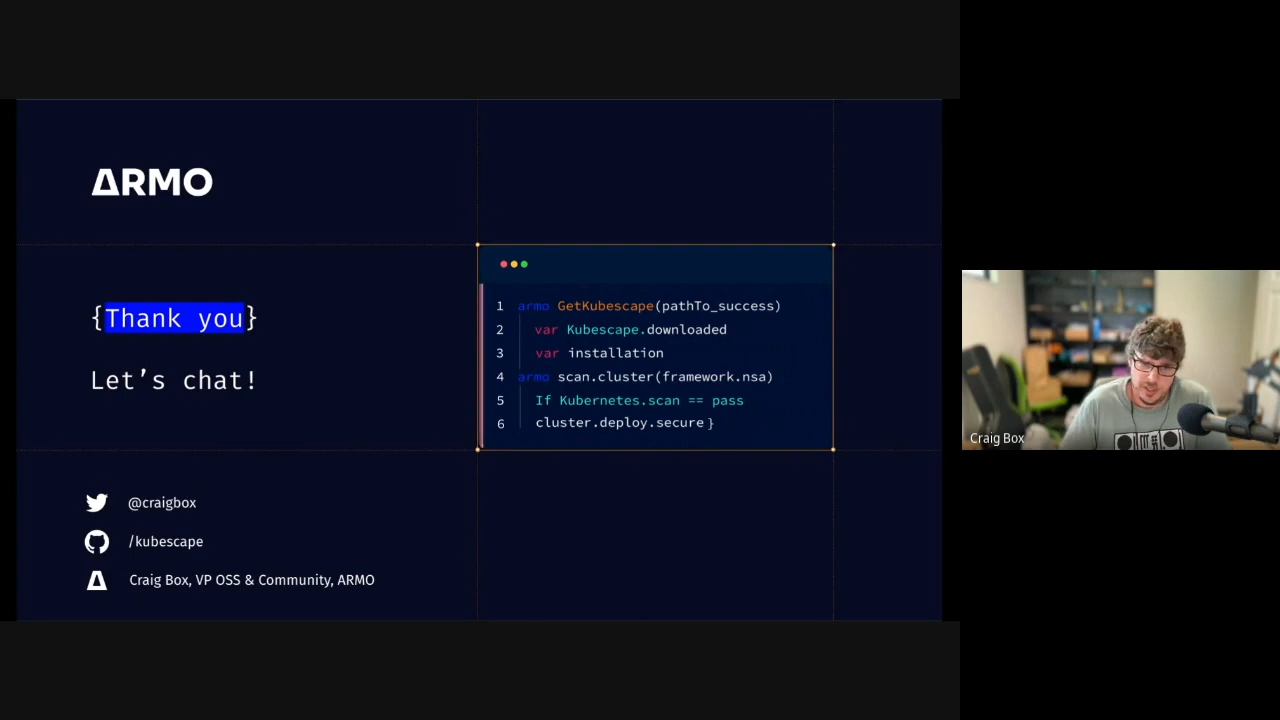 ARMO
{Thank you}
Let’s chat!
1 armo GetKubescape(pathTo_success)
2 var Kubescape.downloaded
3 var installation
4 armo scan.cluster(framework.nsa)
5 If Kubernetes.scan == pass
6 cluster.deploy.secure}
@craigbox
/kubescape
Craig Box, VP OSS & Community, ARMO
Craig Box